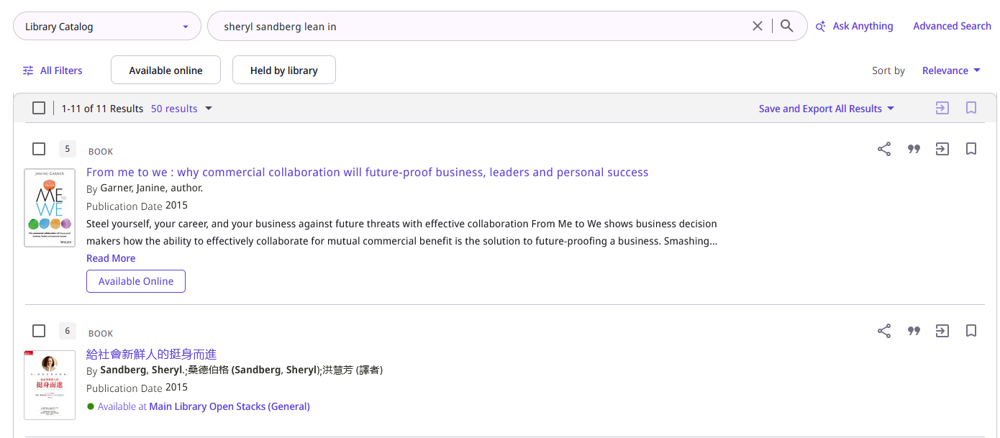 Library Catalog
sheryl sandberg lean in
Ask Anything
Advanced Search
All Filters
Available online
Held by library
Sort by
Relevance
1-11 of 11 Results
50 results
Save and Export All Results
5
BOOK
JANINE GARNER
ME TO
WE
WILEY
From me to we : why commercial collaboration will future-proof business, leaders and personal success
By Garner, Janine, author.
Publication Date 2015
Steel yourself, your career, and your business against future threats with effective collaboration From Me to We shows business decision
makers how the ability to effectively collaborate for mutual commercial benefit is the solution to future-proofing a business. Smashing...
Read More
Available Online
6
BOOK
挺身而進
給社會新鮮人的挺身而進
By Sandberg, Sheryl.;桑德伯格 (Sandberg, Sheryl);洪慧芳 (譯者)
Publication Date 2015
Available at Main Library Open Stacks (General)